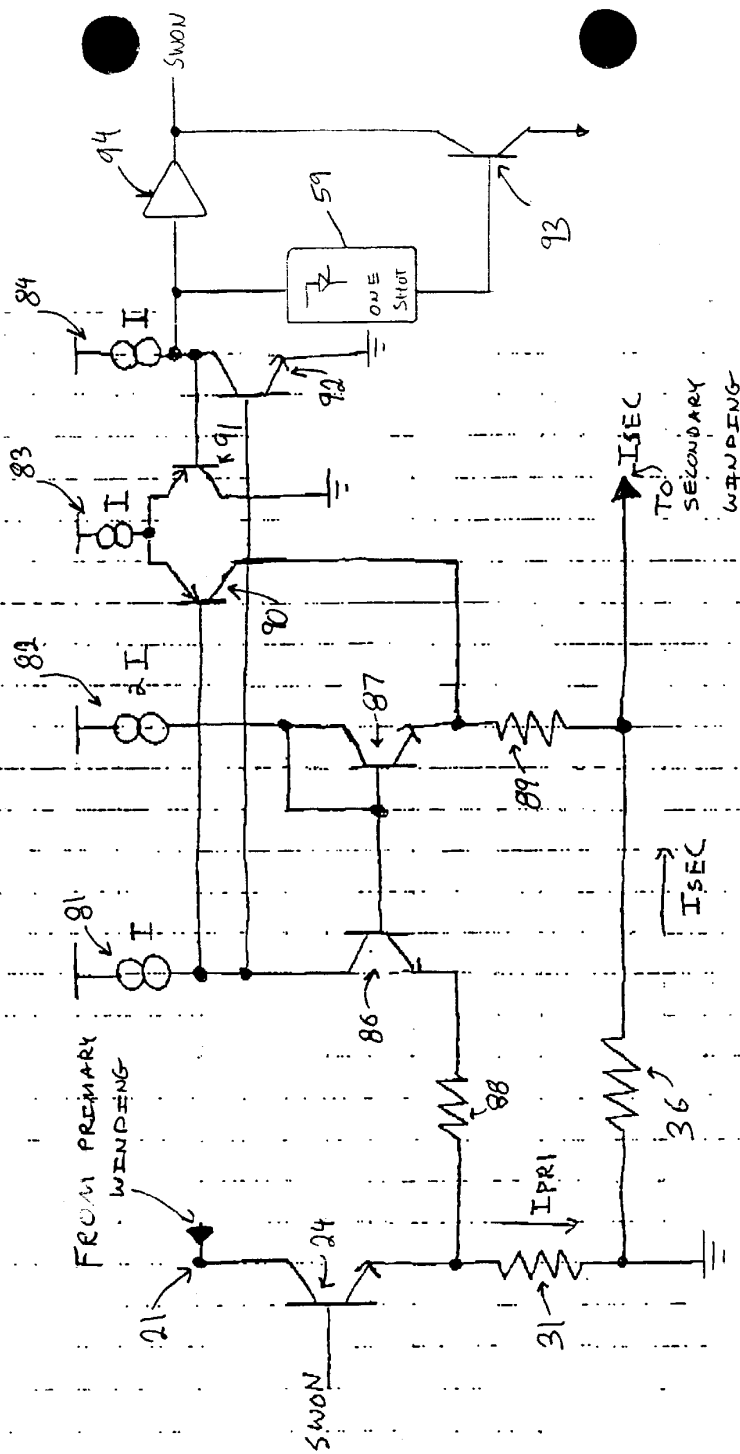 FROM PRIMARY
WINDING
21
SWON
24
31
IPRI
88
36
81
I
86
ISEC
82
2I
87
89
83
I
90
91
84
I
92
TO
ISEC
SECONDARY
WINDING
94
SWON
59
ONE
SHOT
93